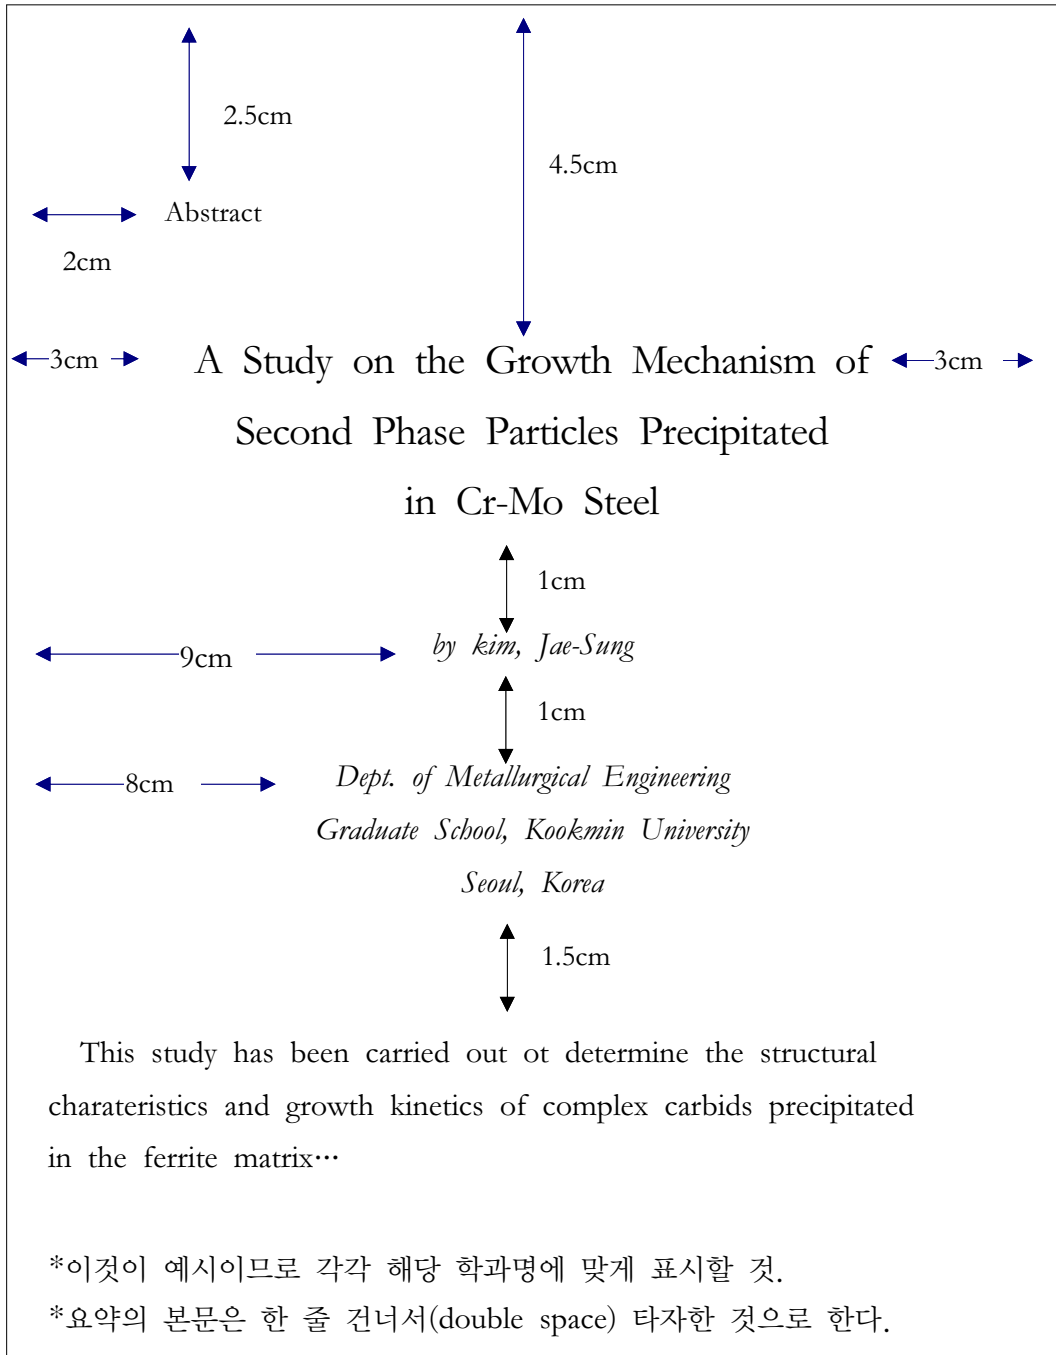 2.5cm
4.5cm
Abstract
2cm
3cm
A Study on the Growth Mechanism of
3cm
Second Phase Particles Precipitated
in Cr-Mo Steel
1cm
by kim, Jae-Sung
9cm
1cm
8cm
Dept. of Metallurgical Engineering
Graduate School, Kookmin University
Seoul, Korea
1.5cm
This study has been carried out ot determine the structural
charateristics and growth kinetics of complex carbids precipitated
in the ferrite matrix…
*이것이 예시이므로 각각 해당 학과명에 맞게 표시할 것.
*요약의 본문은 한 줄 건너서(double space) 타자한 것으로 한다.